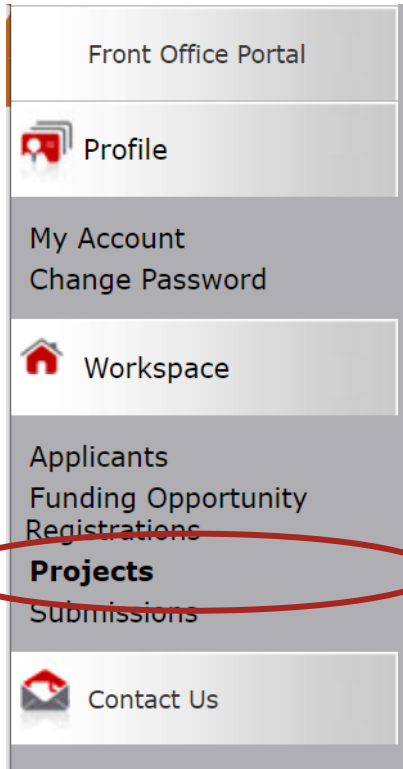 Front Office Portal
Profile
My Account
Change Password
Workspace
Applicants
Funding Opportunity
Registrations
Projects
Submissions
Contact Us